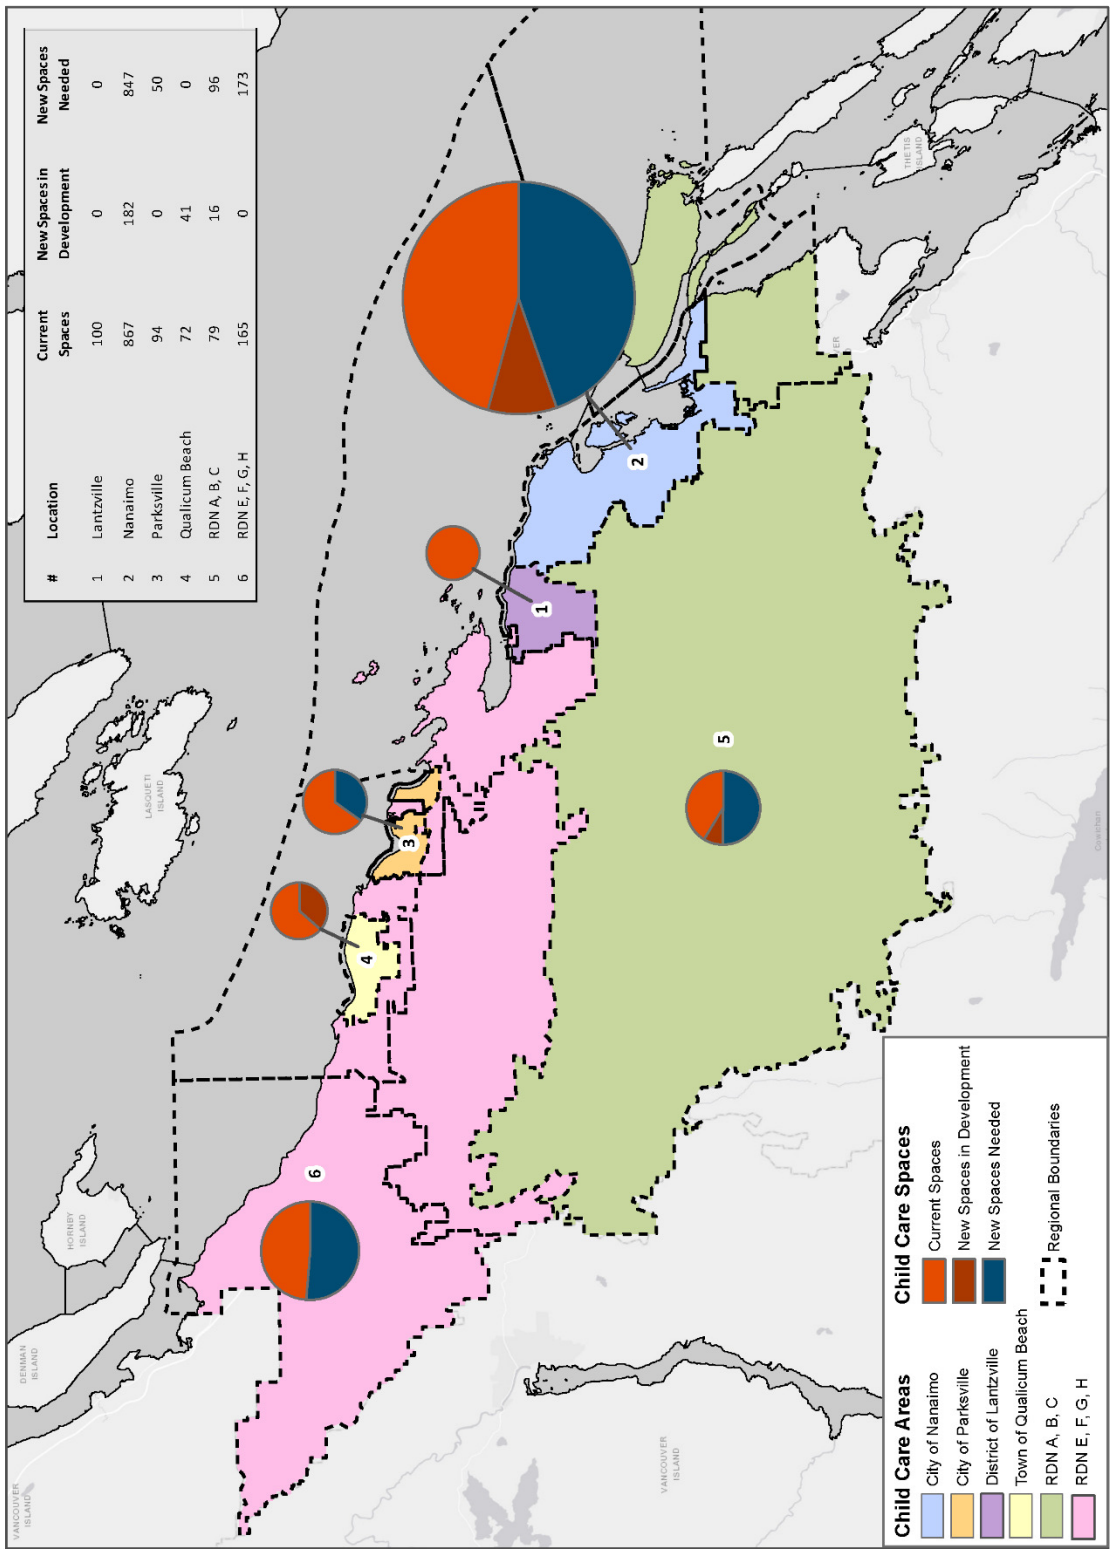 # Location Current Spaces New Spaces in Development New Spaces Needed
1 Lantzville 100 0 0
2 Nanaimo 867 182 847
3 Parksville 94 0 50
4 Qualicum Beach 72 41 0
5 RDN A, B, C 79 16 96
6 RDN E, F, G, H 165 0 173
VANCOUVER
ISLAND
DENMAN
ISLAND
HORNBY
ISLAND
LASQUETI
ISLAND
THETIS
ISLAND
VANCOUVER
ISLAND
Cowichan
6
4
3
1
2
5
Child Care Areas
City of Nanaimo
City of Parksville
District of Lantzville
Town of Qualicum Beach
RDN A, B, C
RDN E, F, G, H
Child Care Spaces
Current Spaces
New Spaces in Development
New Spaces Needed
Regional Boundaries